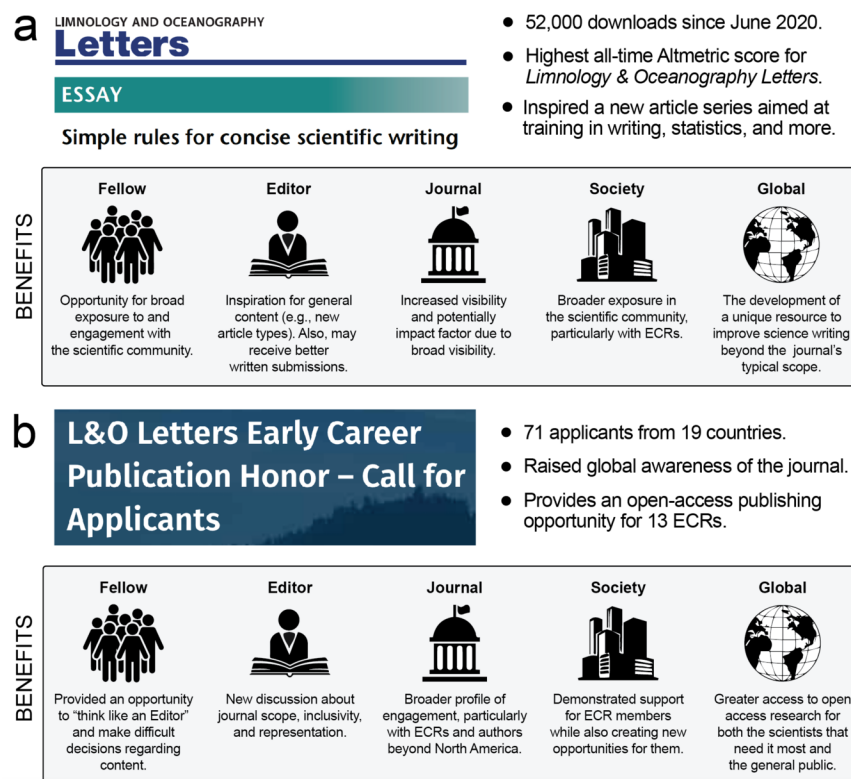 a
LIMNOLOGY AND OCEANOGRAPHY
Letters
ESSAY
Simple rules for concise scientific writing
● 52,000 downloads since June 2020.
● Highest all-time Altmetric score for
Limnology & Oceanography Letters.
● Inspired a new article series aimed at
training in writing, statistics, and more.
BENEFITS
Fellow
Opportunity for broad
exposure to and
engagement with
the scientific community.
Editor
Inspiration for general
content (e.g., new
article types). Also, may
receive better
written submissions.
Journal
Increased visibility
and potentially
impact factor due to
broad visibility.
Society
Broader exposure in
the scientific community,
particularly with ECRs.
Global
The development of
a unique resource to
improve science writing
beyond the journal's
typical scope.
b
L&O Letters Early Career
Publication Honor – Call for
Applicants
● 71 applicants from 19 countries.
● Raised global awareness of the journal.
● Provides an open-access publishing
opportunity for 13 ECRs.
BENEFITS
Fellow
Provided an opportunity
to “think like an Editor”
and make difficult
decisions regarding
content.
Editor
New discussion about
journal scope, inclusivity,
and representation.
Journal
Broader profile of
engagement, particularly
with ECRs and authors
beyond North America.
Society
Demonstrated support
for ECR members
while also creating new
opportunities for them.
Global
Greater access to open
access research for
both the scientists that
need it most and
the general public.